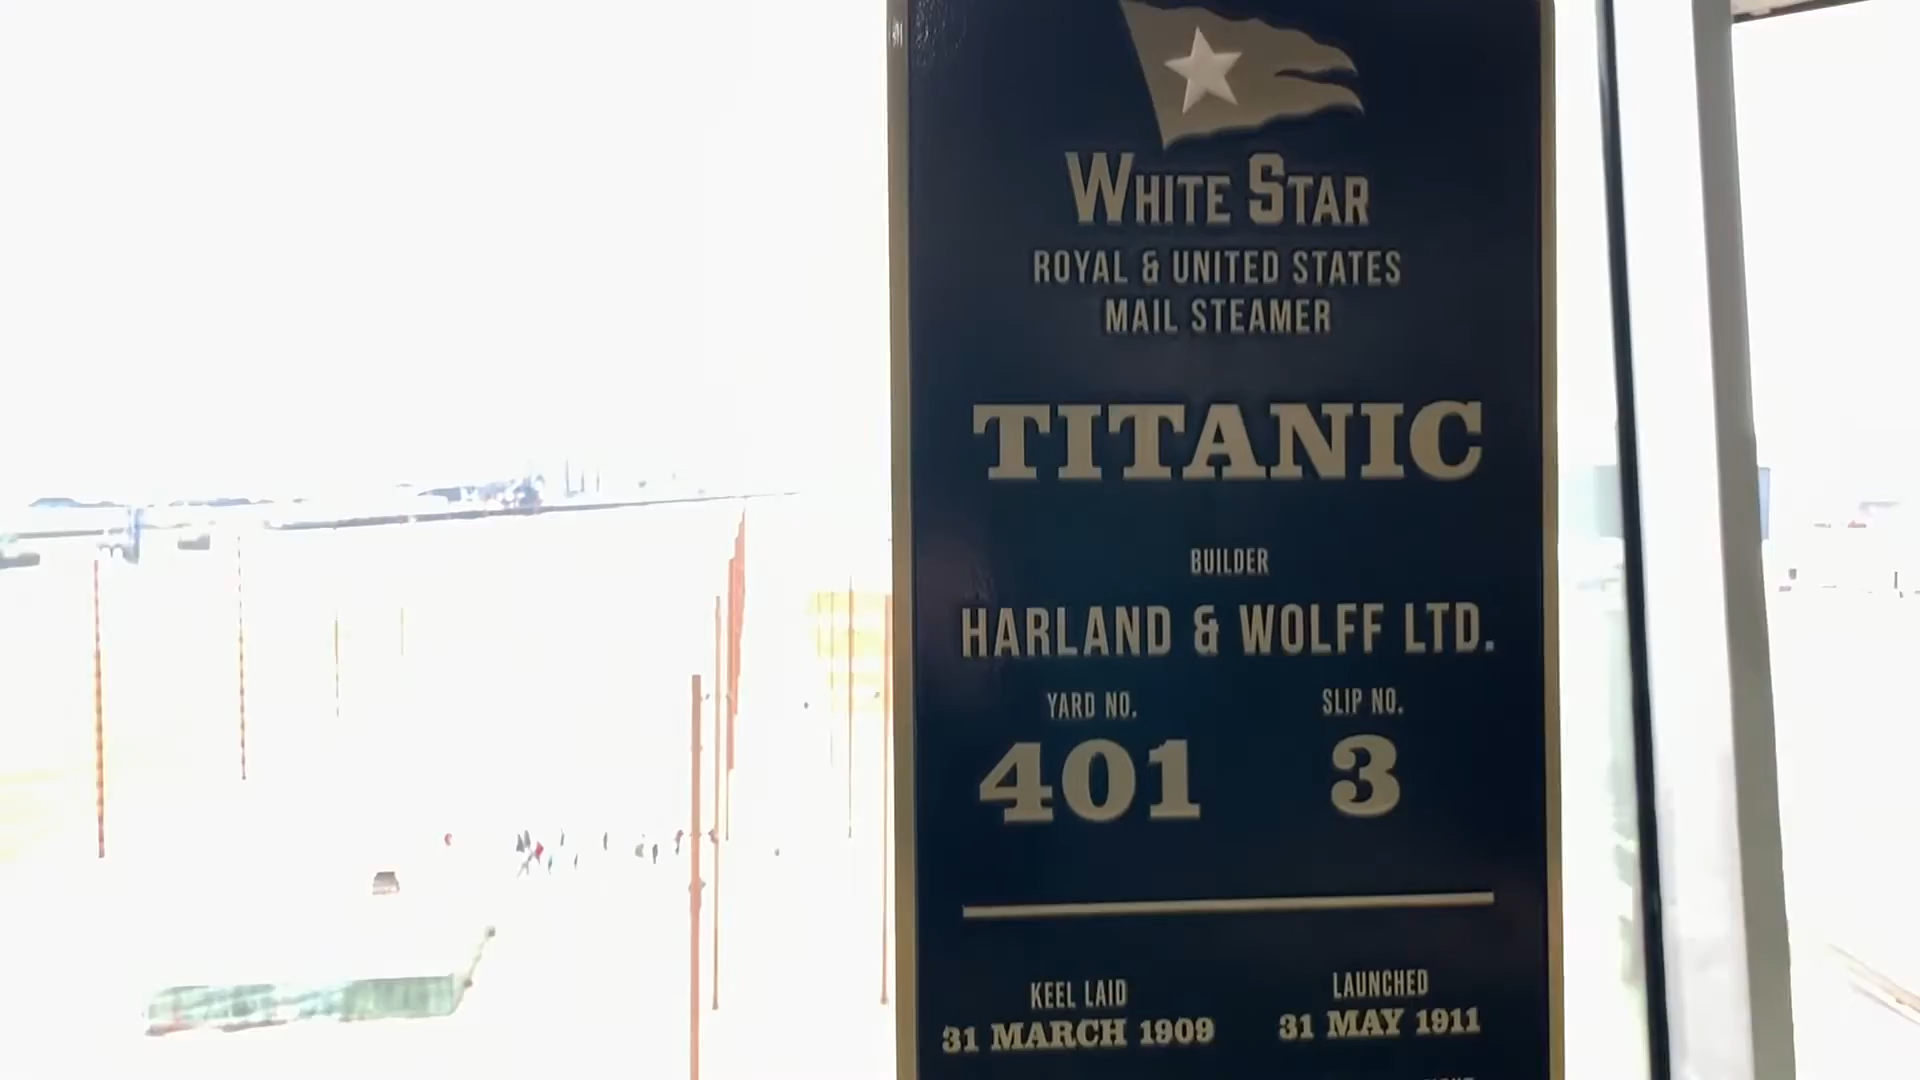 WHITE STAR
ROYAL & UNITED STATES
MAIL STEAMER
TITANIC
BUILDER
HARLAND & WOLFF LTD.
YARD NO. SLIP NO.
401 3
KEEL LAID LAUNCHED
31 MARCH 1909 31 MAY 1911